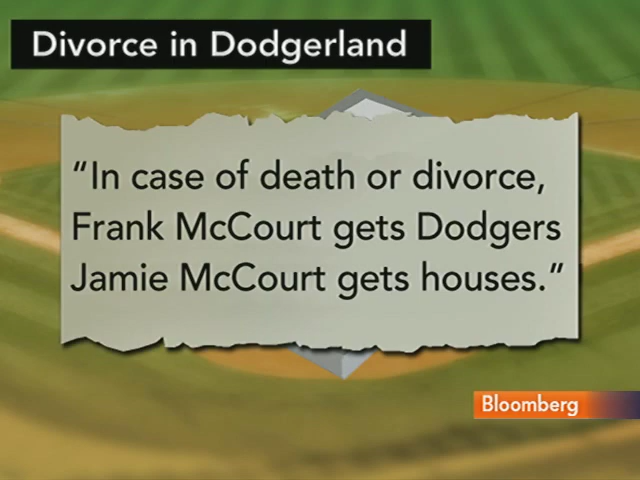 Divorce in Dodgerland
“In case of death or divorce,
Frank McCourt gets Dodgers
Jamie McCourt gets houses.”
Bloomberg